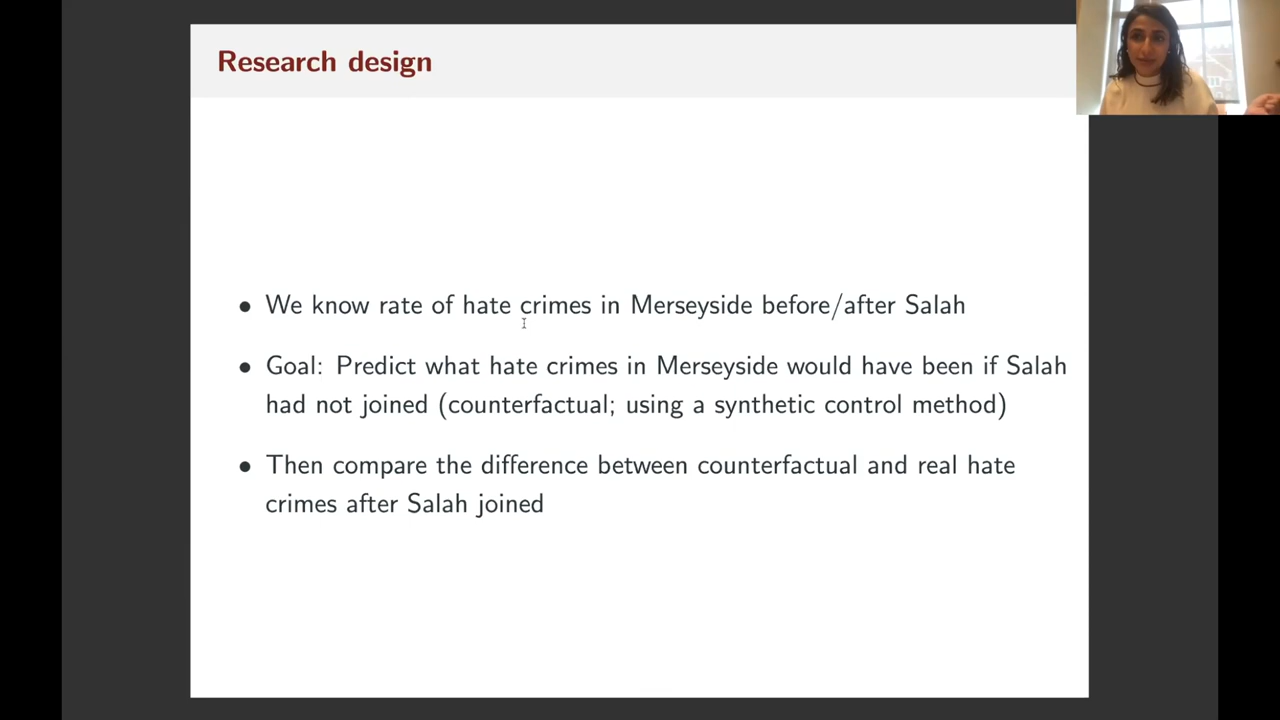 Research design
• We know rate of hate crimes in Merseyside before/after Salah
• Goal: Predict what hate crimes in Merseyside would have been if Salah
had not joined (counterfactual; using a synthetic control method)
• Then compare the difference between counterfactual and real hate
crimes after Salah joined